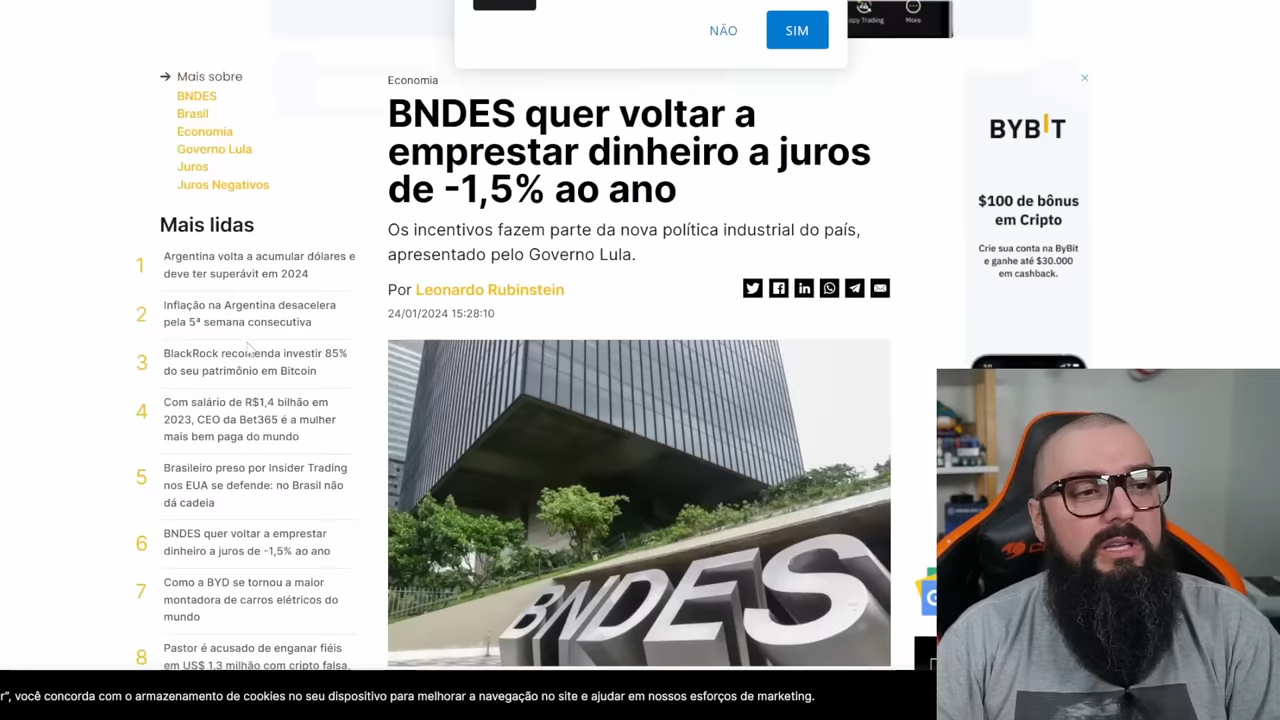 opy Trading
More
NÃO
SIM
Mais sobre
BNDES
Brasil
Economia
Governo Lula
Juros
Juros Negativos
Mais lidas
1
Argentina volta a acumular dólares e
deve ter superávit em 2024
2
Inflação na Argentina desacelera
pela 5ª semana consecutiva
3
BlackRock recomenda investir 85%
do seu patrimônio em Bitcoin
4
Com salário de R$1,4 bilhão em
2023, CEO da Bet365 é a mulher
mais bem paga do mundo
5
Brasileiro preso por Insider Trading
nos EUA se defende: no Brasil não
dá cadeia
6
BNDES quer voltar a emprestar
dinheiro a juros de -1,5% ao ano
7
Como a BYD se tornou a maior
montadora de carros elétricos do
mundo
8
Pastor é acusado de enganar fiéis
em US$ 1,3 milhão com cripto falsa,
Economia
BNDES quer voltar a
emprestar dinheiro a juros
de -1,5% ao ano
Os incentivos fazem parte da nova política industrial do país,
apresentado pelo Governo Lula.
Por Leonardo Rubinstein
24/01/2024 15:28:10
BNDES
BYBIT
$100 de bônus
em Cripto
Crie sua conta na ByBit
e ganhe até $30.000
em cashback.
r”, você concorda com o armazenamento de cookies no seu dispositivo para melhorar a navegação no site e ajudar em nossos esforços de marketing.